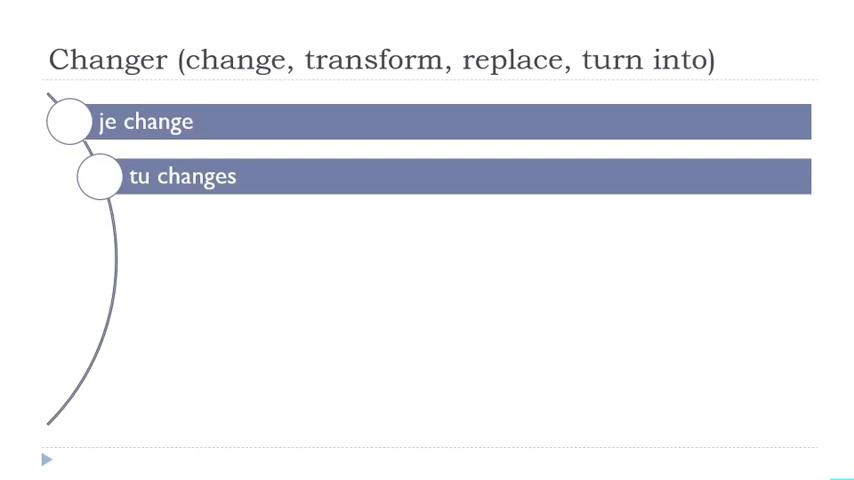 Changer (change, transform, replace, turn into)
je change
tu changes